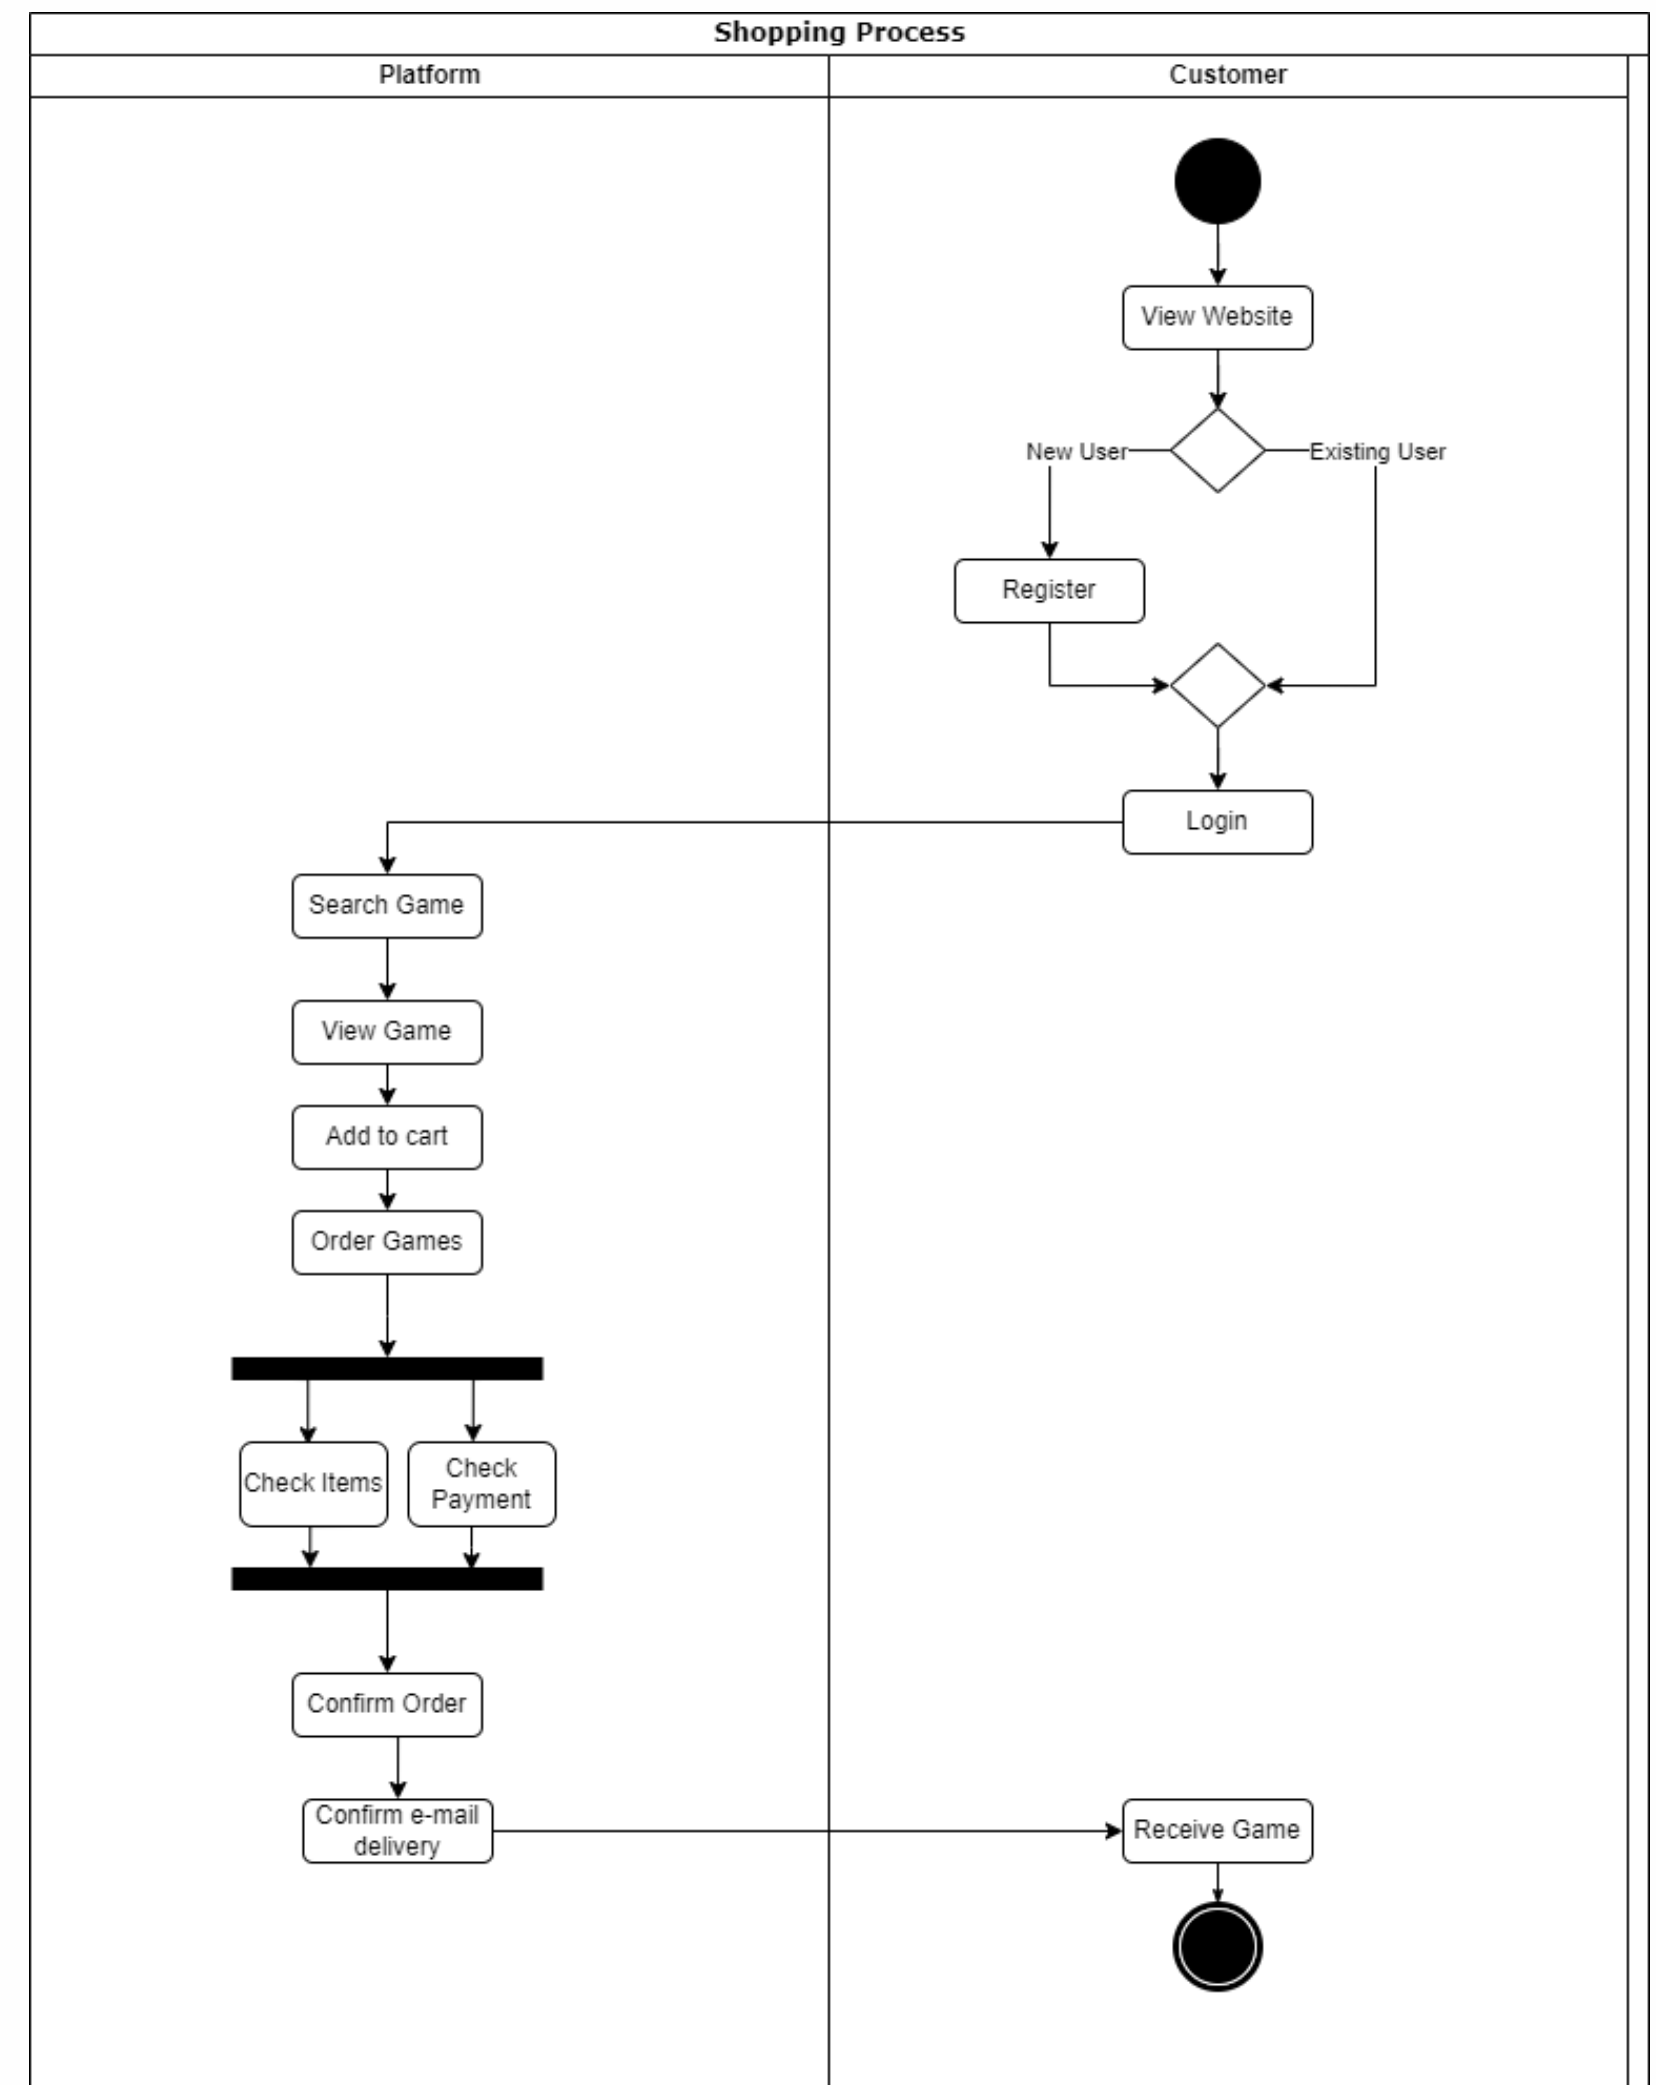 Shopping Process
Platform
Customer
View Website
New User
Existing User
Register
Login
Search Game
View Game
Add to cart
Order Games
Check Items
Check
Payment
Confirm Order
Confirm e-mail
delivery
Receive Game